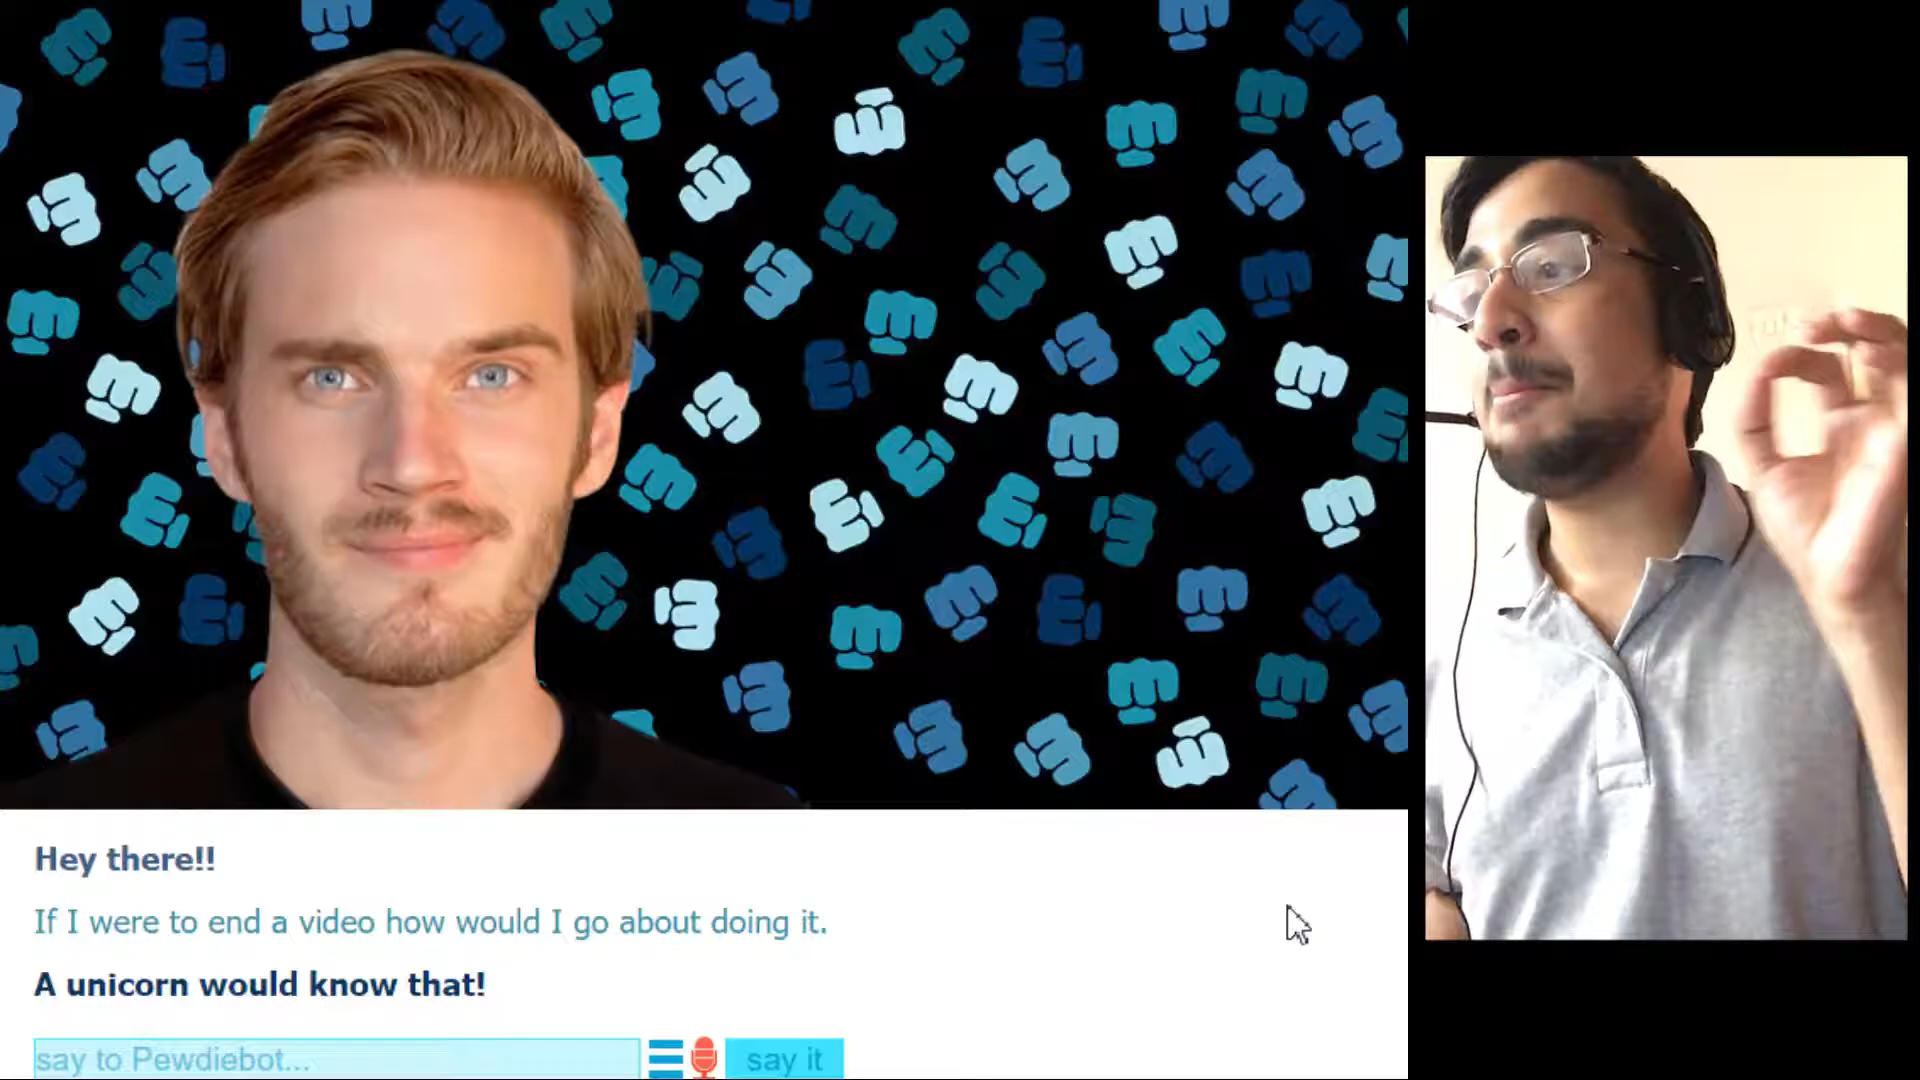 Hey there!!
If I were to end a video how would I go about doing it.
A unicorn would know that!
say to Pewdiebot...
say it